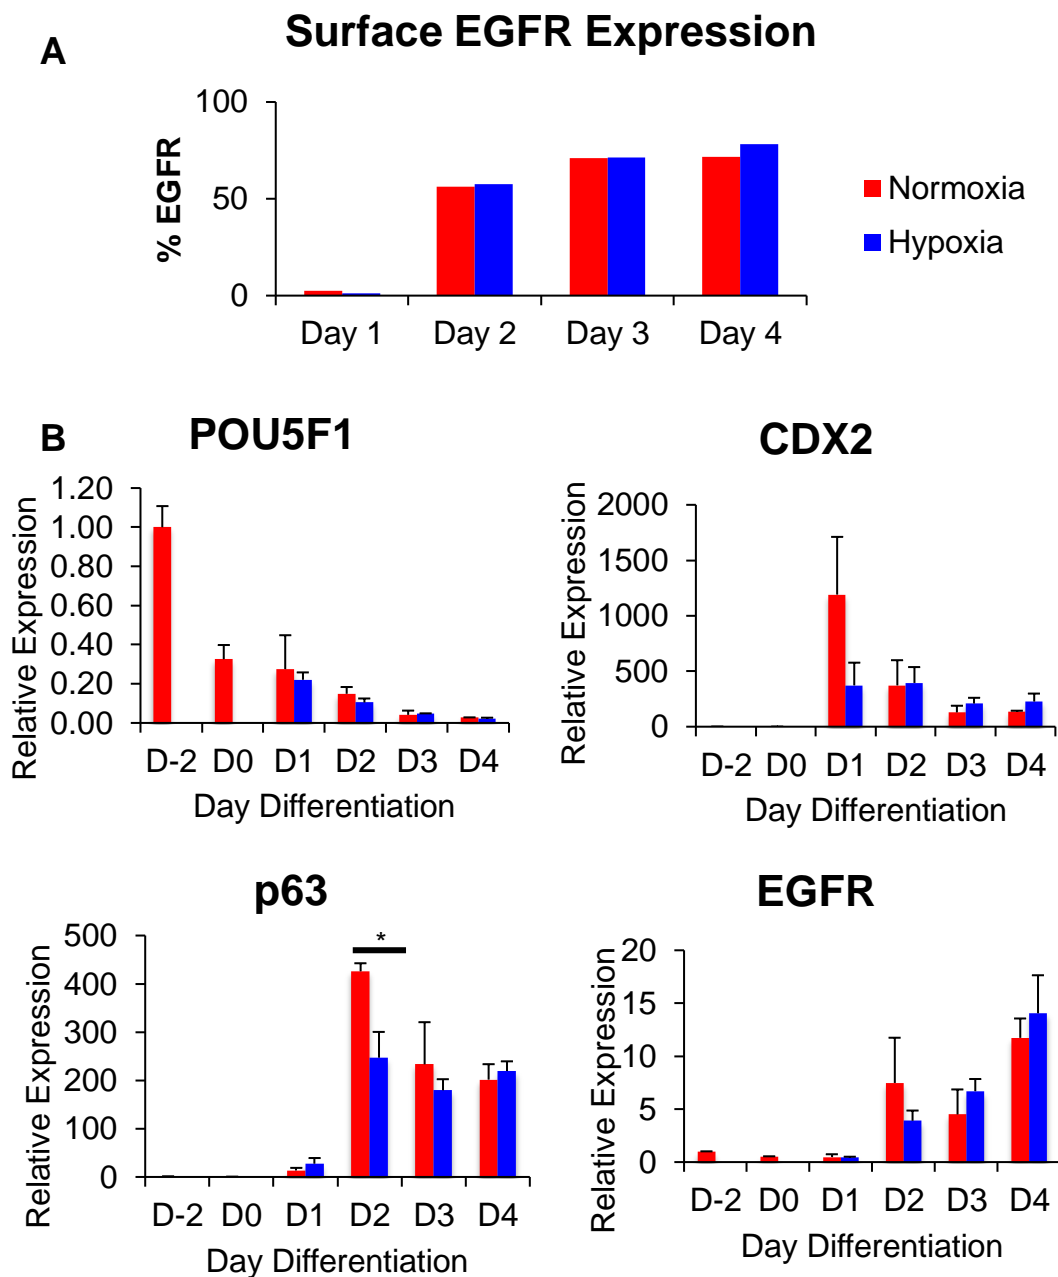 A
Surface EGFR Expression
% EGFR
100
50
0
Day 1 Day 2 Day 3 Day 4
Normoxia
Hypoxia
B
POU5F1
Relative Expression
1.20
1.00
0.80
0.60
0.40
0.20
0.00
D-2 D0 D1 D2 D3 D4
Day Differentiation
CDX2
Relative Expression
2000
1500
1000
500
0
D-2 D0 D1 D2 D3 D4
Day Differentiation
p63
Relative Expression
500
400
300
200
100
0
*
D-2 D0 D1 D2 D3 D4
Day Differentiation
EGFR
Relative Expression
20
15
10
5
0
D-2 D0 D1 D2 D3 D4
Day Differentiation